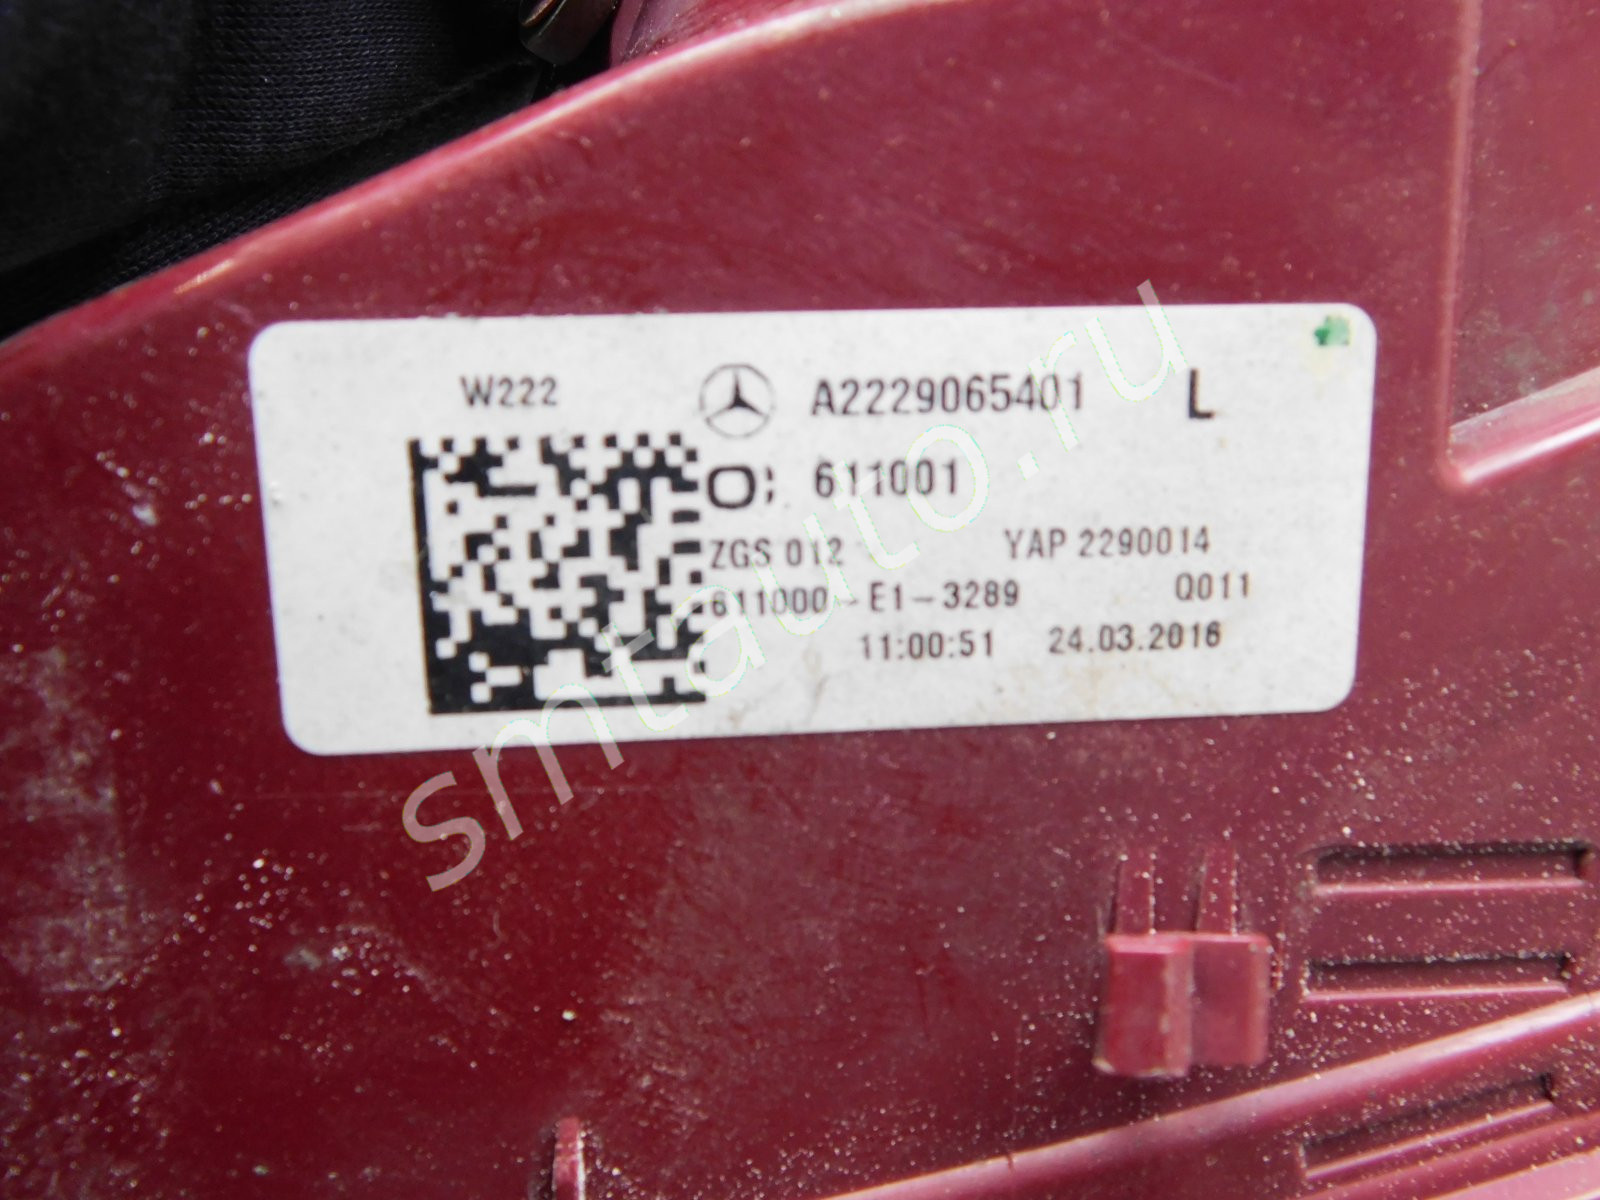 W222 A2229065401 L
O; 611001
ZGS 012 YAP 2290014
611000-E1-3289 Q011
11:00:51 24.03.2016
smtauto.ru